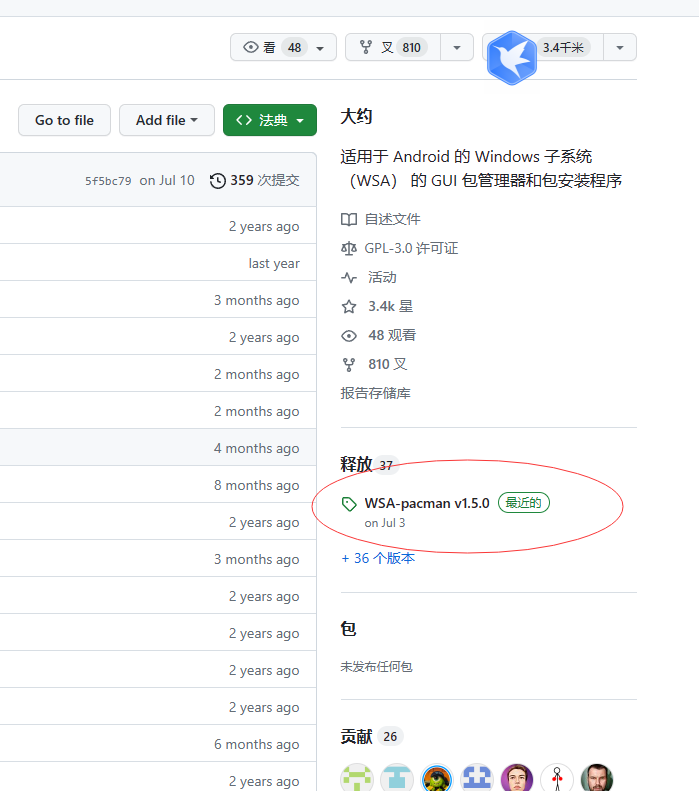 看 48
叉 810
3.4千米
Go to file
Add file
法典
5f5bc79 on Jul 10 359 次提交
2 years ago
last year
3 months ago
2 years ago
2 months ago
2 months ago
4 months ago
8 months ago
2 years ago
3 months ago
2 years ago
2 years ago
2 years ago
2 years ago
6 months ago
2 years ago
大约
适用于 Android 的 Windows 子系统
（WSA） 的 GUI 包管理器和包安装程序
自述文件
GPL-3.0 许可证
活动
3.4k 星
48 观看
810 叉
报告存储库
释放 37
WSA-pacman v1.5.0 最近的
on Jul 3
+ 36 个版本
包
未发布任何包
贡献 26